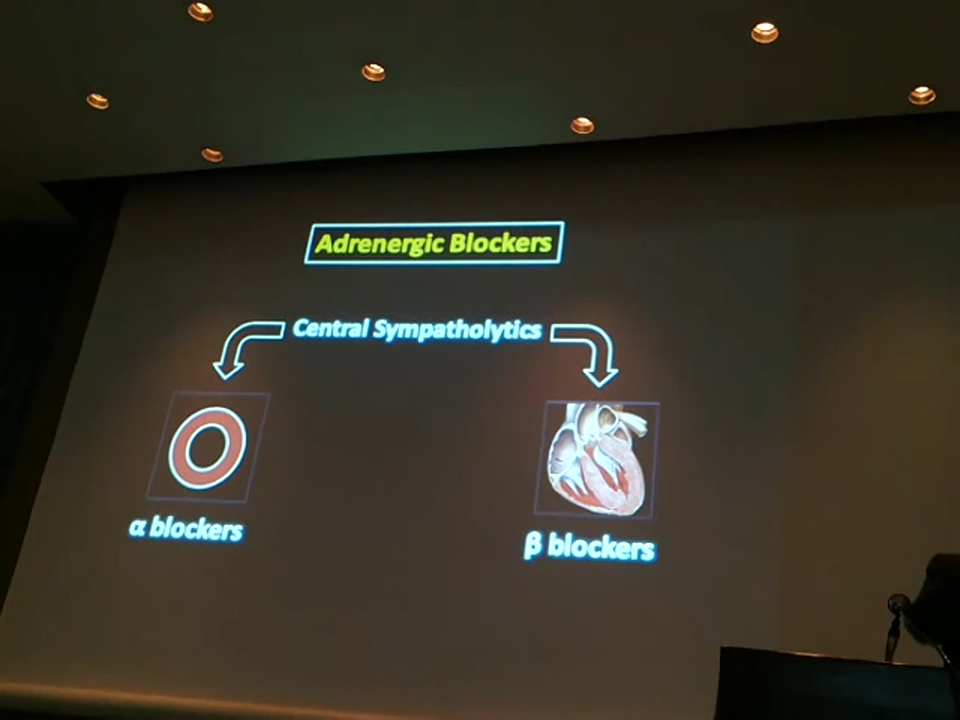 Adrenergic Blockers
Central Sympatholytics
α blockers
β blockers